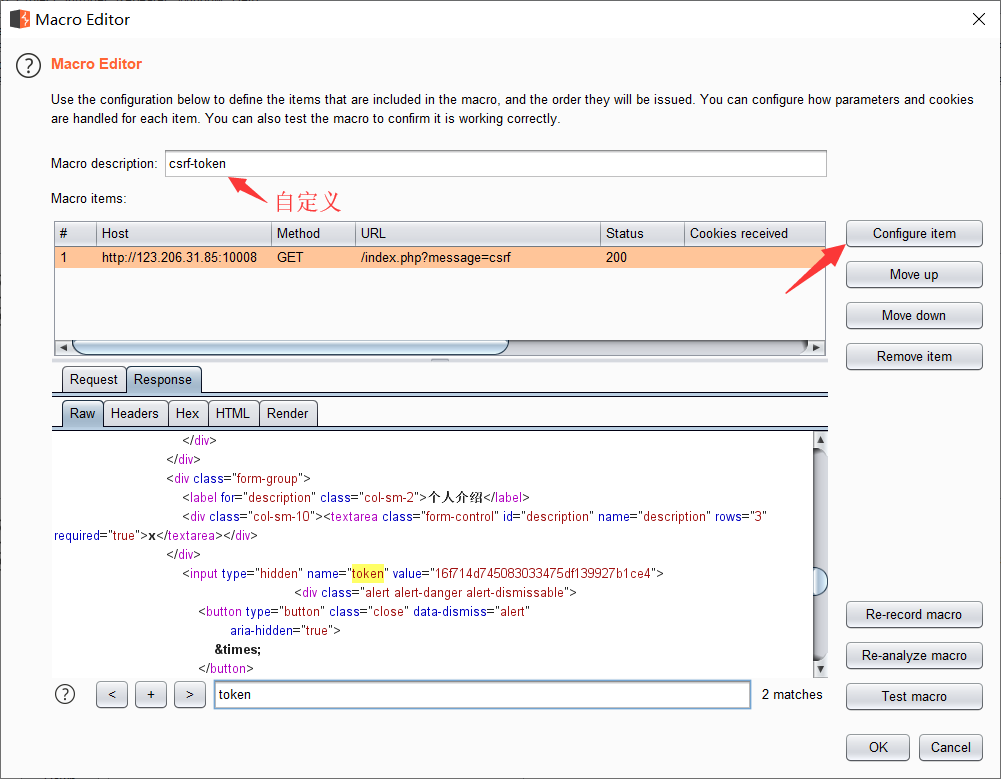 Macro Editor
Macro Editor
Use the configuration below to define the items that are included in the macro, and the order they will be issued. You can configure how parameters and cookies
are handled for each item. You can also test the macro to confirm it is working correctly.
Macro description: csrf-token
自定义
Macro items:
# Host Method URL Status Cookies received
1 http://123.206.31.85:10008 GET /index.php?message=csrf 200
Configure item
Move up
Move down
Remove item
Request Response
Raw Headers Hex HTML Render
</div>
</div>
<div class="form-group">
<label for="description" class="col-sm-2">个人介绍</label>
<div class="col-sm-10"><textarea class="form-control" id="description" name="description" rows="3"
required="true">x</textarea></div>
</div>
<input type="hidden" name="token" value="16f714d745083033475df139927b1ce4">
<div class="alert alert-danger alert-dismissable">
<button type="button" class="close" data-dismiss="alert"
aria-hidden="true">
&times;
</button>
Re-record macro
Re-analyze macro
Test macro
? < + > token 2 matches
OK Cancel